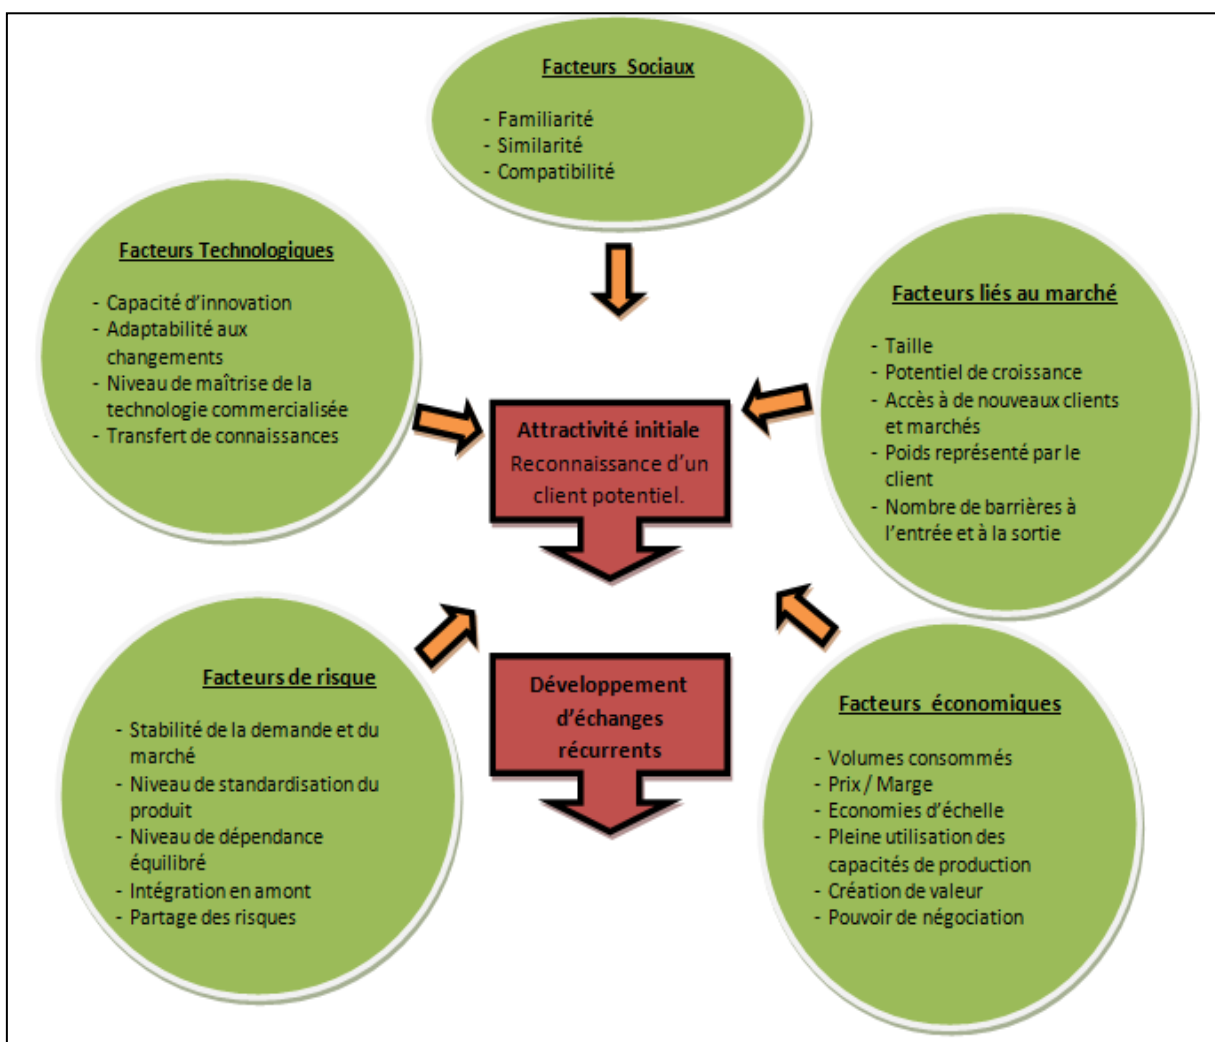 Facteurs Sociaux
- Familiarité
- Similarité
- Compatibilité
Facteurs Technologiques
- Capacité d'innovation
- Adaptabilité aux
changements
- Niveau de maîtrise de la
technologie commercialisée
- Transfert de connaissances
Facteurs liés au marché
- Taille
- Potentiel de croissance
- Accès à de nouveaux clients
et marchés
- Poids représenté par le
client
- Nombre de barrières à
l'entrée et à la sortie
Attractivité initiale
Reconnaissance d'un
client potentiel.
Facteurs de risque
- Stabilité de la demande et du
marché
- Niveau de standardisation du
produit
- Niveau de dépendance
équilibré
- Intégration en amont
- Partage des risques
Développement
d'échanges
récurrents
Facteurs économiques
- Volumes consommés
- Prix / Marge
- Economies d'échelle
- Pleine utilisation des
capacités de production
- Création de valeur
- Pouvoir de négociation